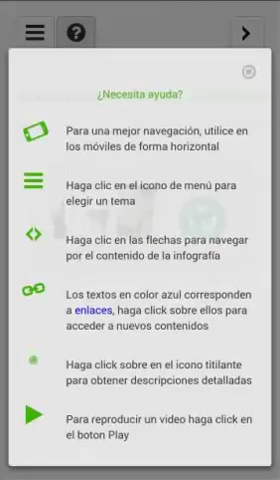 ¿Necesita ayuda?
Para una mejor navegación, utilice en
los móviles de forma horizontal
Haga clic en el icono de menú para
elegir un tema
Haga clic en las flechas para navegar
por el contenido de la infografía
Los textos en color azul corresponden
a enlaces, haga click sobre ellos para
acceder a nuevos contenidos
Haga click sobre en el icono titilante
para obtener descripciones detalladas
Para reproducir un video haga click en
el boton Play